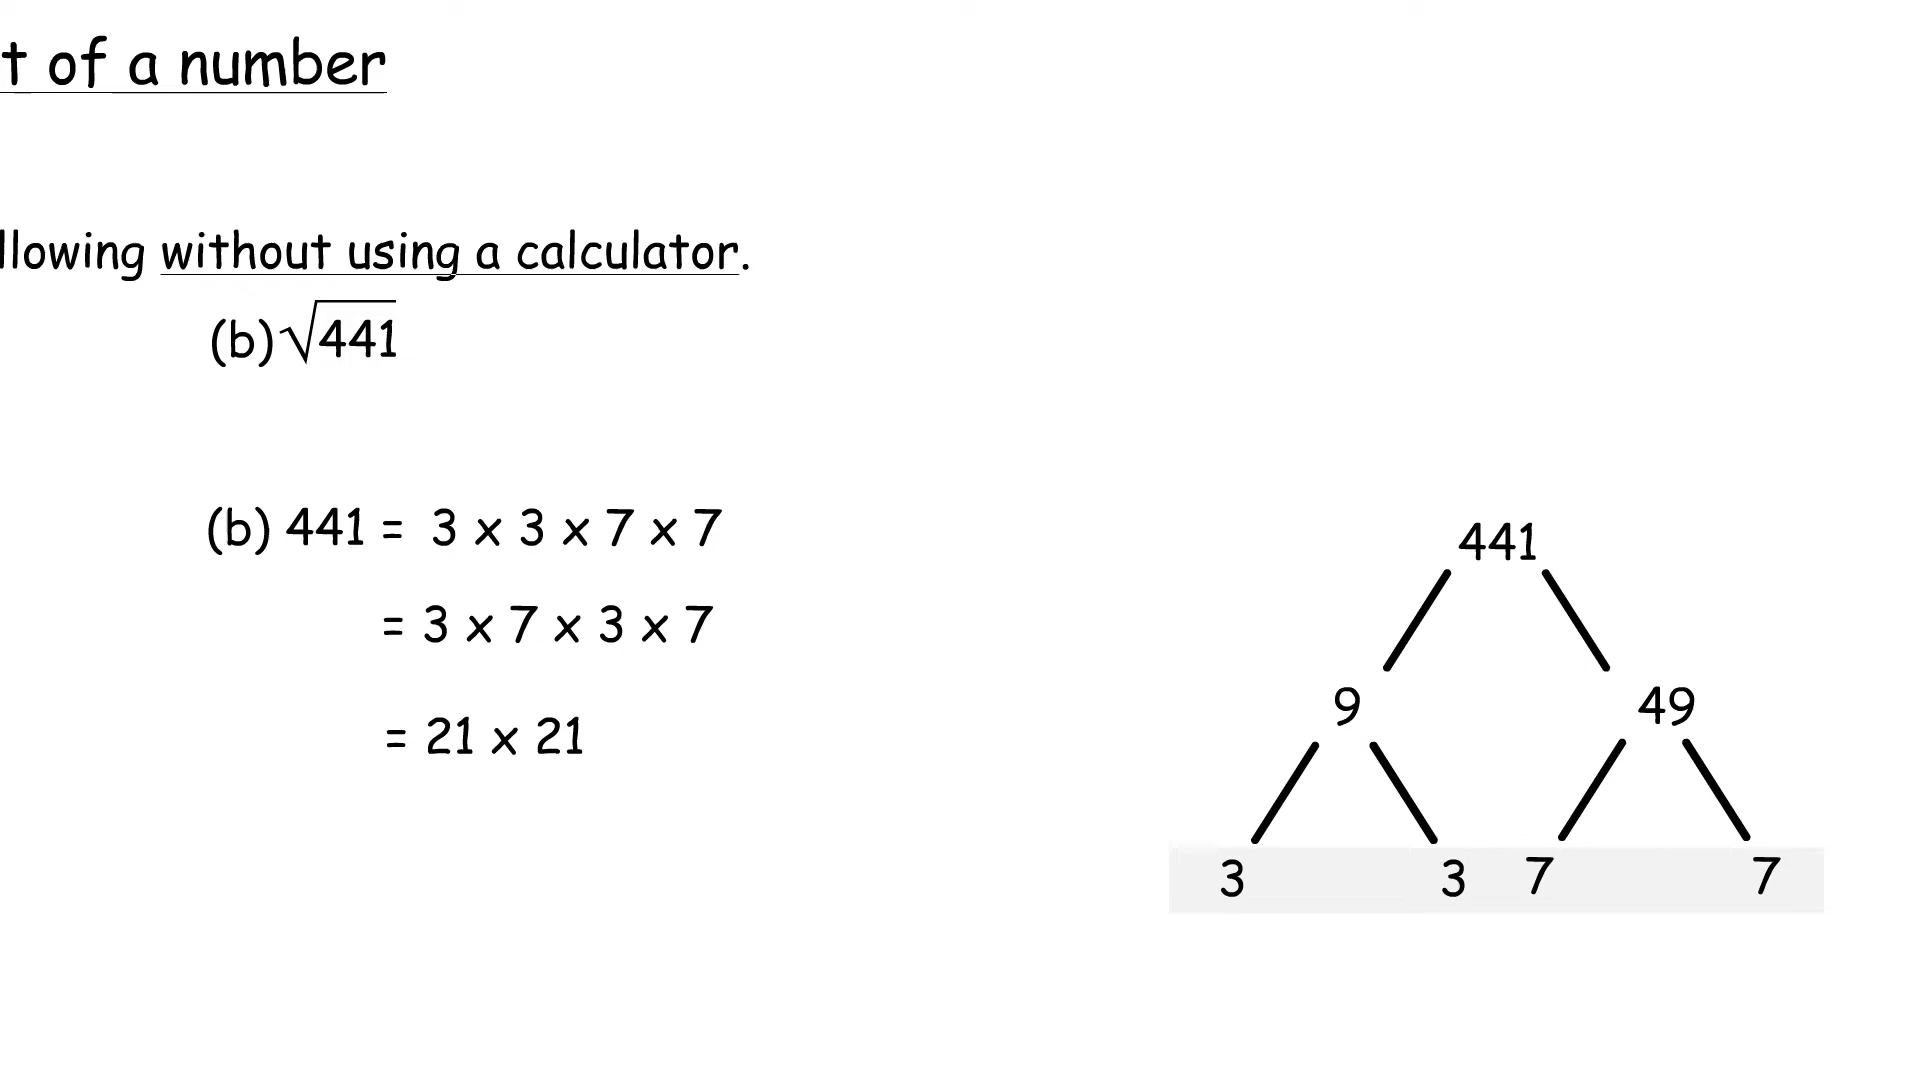 t of a number
llowing without using a calculator.
(b) √441
(b) 441 = 3 x 3 x 7 x 7
= 3 x 7 x 3 x 7
= 21 x 21
441
9 49
3 3 7 7